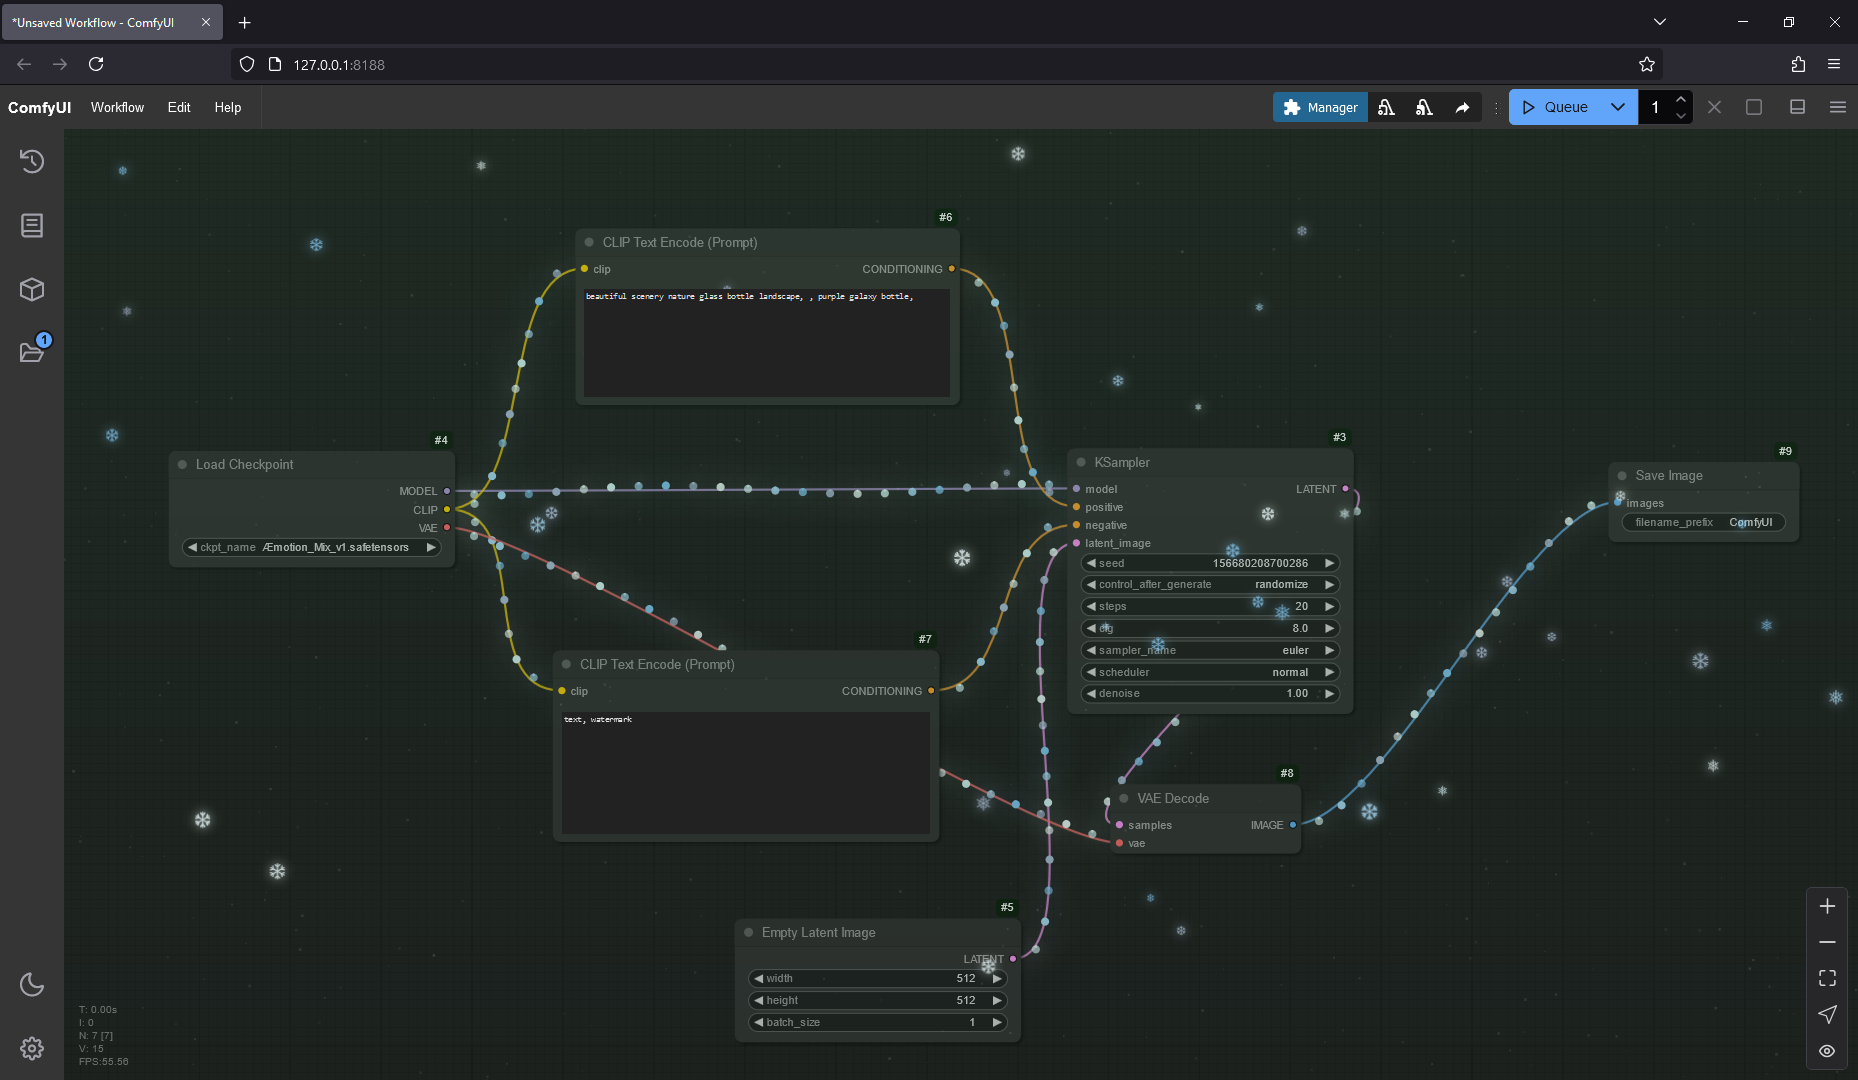 *Unsaved Workflow - ComfyUI
127.0.0.1:8188
ComfyUI Workflow Edit Help
Manager
Queue
1
1
#6
CLIP Text Encode (Prompt)
clip CONDITIONING
beautiful scenery nature glass bottle landscape, , purple galaxy bottle,
#4
Load Checkpoint
MODEL
CLIP
VAE
ckpt_name Æmotion_Mix_v1.safetensors
#3
KSampler
model LATENT
positive
negative
latent_image
seed 156680208700286
control_after_generate randomize
steps 20
cfg 8.0
sampler_name euler
scheduler normal
denoise 1.00
#9
Save Image
images
filename_prefix ComfyUI
#7
CLIP Text Encode (Prompt)
clip CONDITIONING
text, watermark
#8
VAE Decode
samples IMAGE
vae
#5
Empty Latent Image
LATENT
width 512
height 512
batch_size 1
T: 0.00s
I: 0
N: 7 [7]
V: 15
FPS:55.56